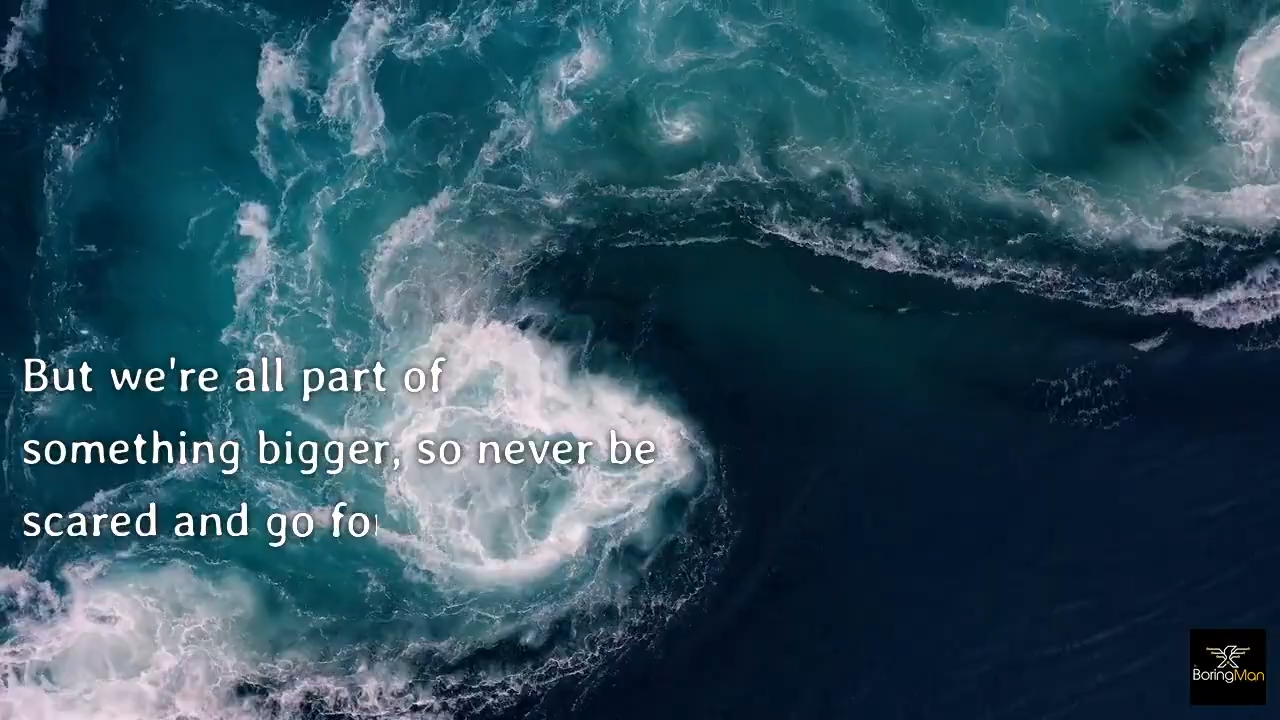 But we're all part of
something bigger, so never be
scared and go fo
BoringMan